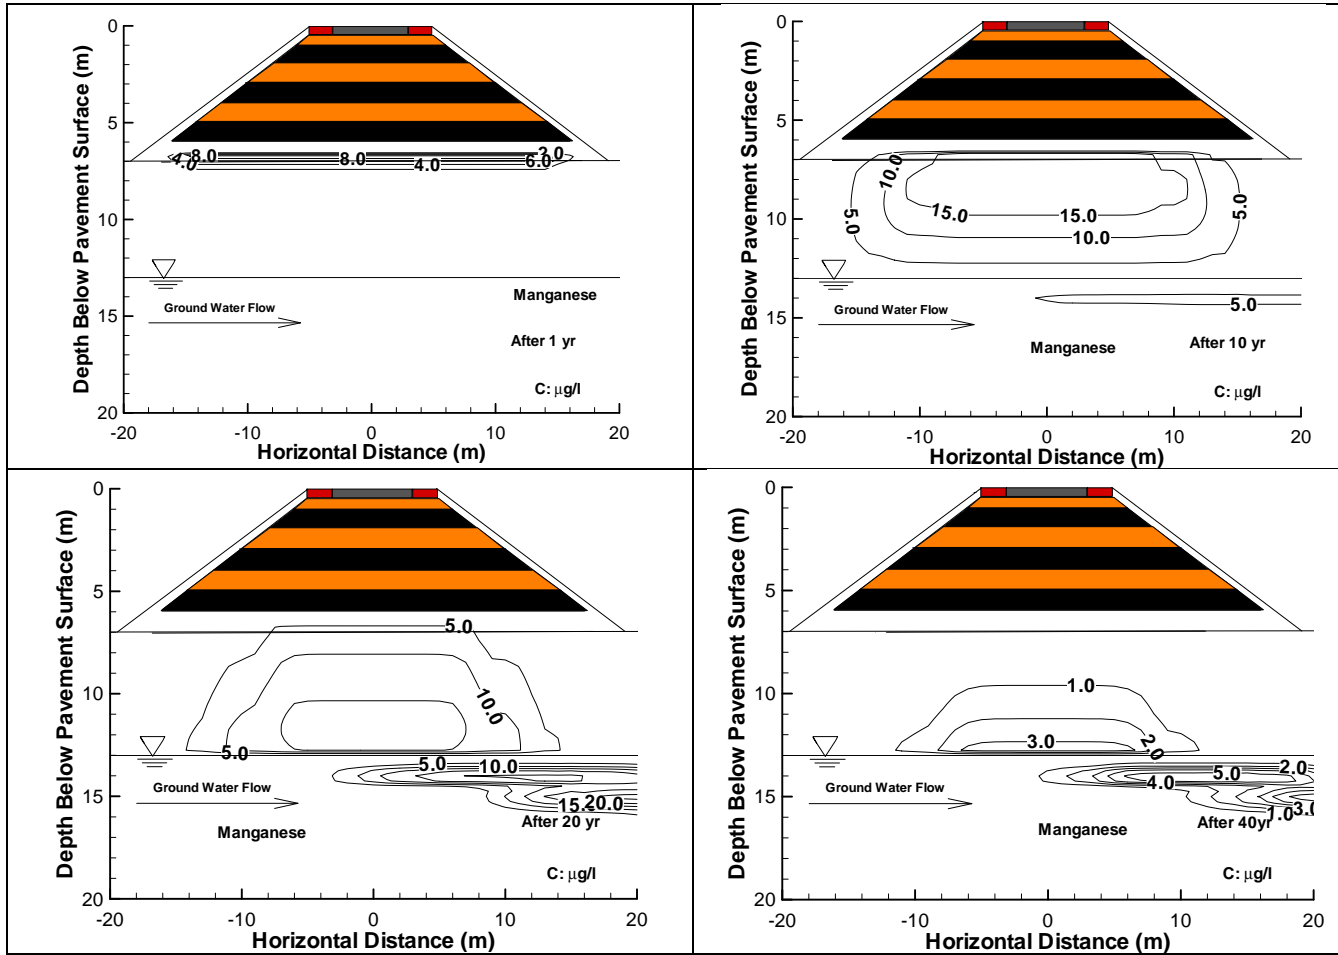 0
5
10
15
20
Depth Below Pavement Surface (m)
4.0 8.0 8.0 4.0 2.0 6.0
Ground Water Flow
Manganese
After 1 yr
C: μg/l
-20 -10 0 10 20
Horizontal Distance (m)
0
5
10
15
20
Depth Below Pavement Surface (m)
10.0
5.0 15.0 15.0 5.0
10.0
5.0
Ground Water Flow
Manganese
After 10 yr
C: μg/l
-20 -10 0 10 20
Horizontal Distance (m)
0
5
10
15
20
Depth Below Pavement Surface (m)
5.0
10.0
5.0
5.0 10.0
Ground Water Flow
15. 20.0
After 20 yr
Manganese
C: μg/l
-20 -10 0 10 20
Horizontal Distance (m)
0
5
10
15
20
Depth Below Pavement Surface (m)
1.0
2.0
3.0
5.0 2.0
4.0
Ground Water Flow
1.0 3.0
After 40yr
Manganese
C: μg/l
-20 -10 0 10 20
Horizontal Distance (m)